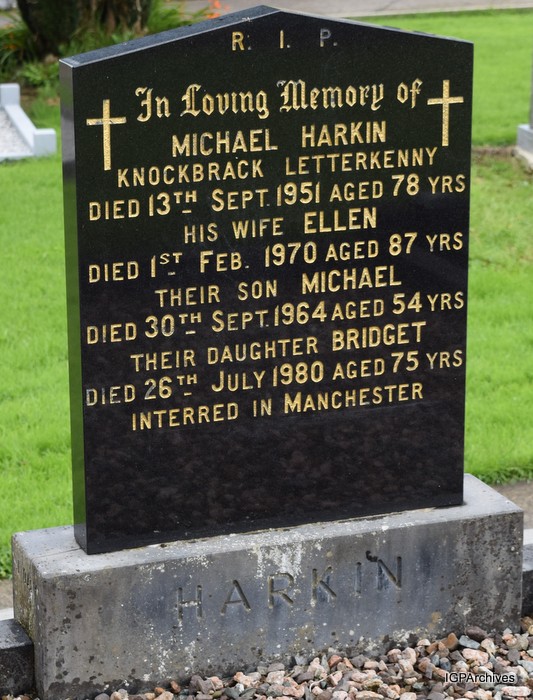 R. I. P.
In Loving Memory of
MICHAEL HARKIN
KNOCKBRACK LETTERKENNY
DIED 13TH SEPT. 1951 AGED 78 YRS
HIS WIFE ELLEN
DIED 1ST FEB. 1970 AGED 87 YRS
THEIR SON MICHAEL
DIED 30TH SEPT. 1964 AGED 54 YRS
THEIR DAUGHTER BRIDGET
DIED 26TH JULY 1980 AGED 75 YRS
INTERRED IN MANCHESTER
HARKIN
IGPArchives